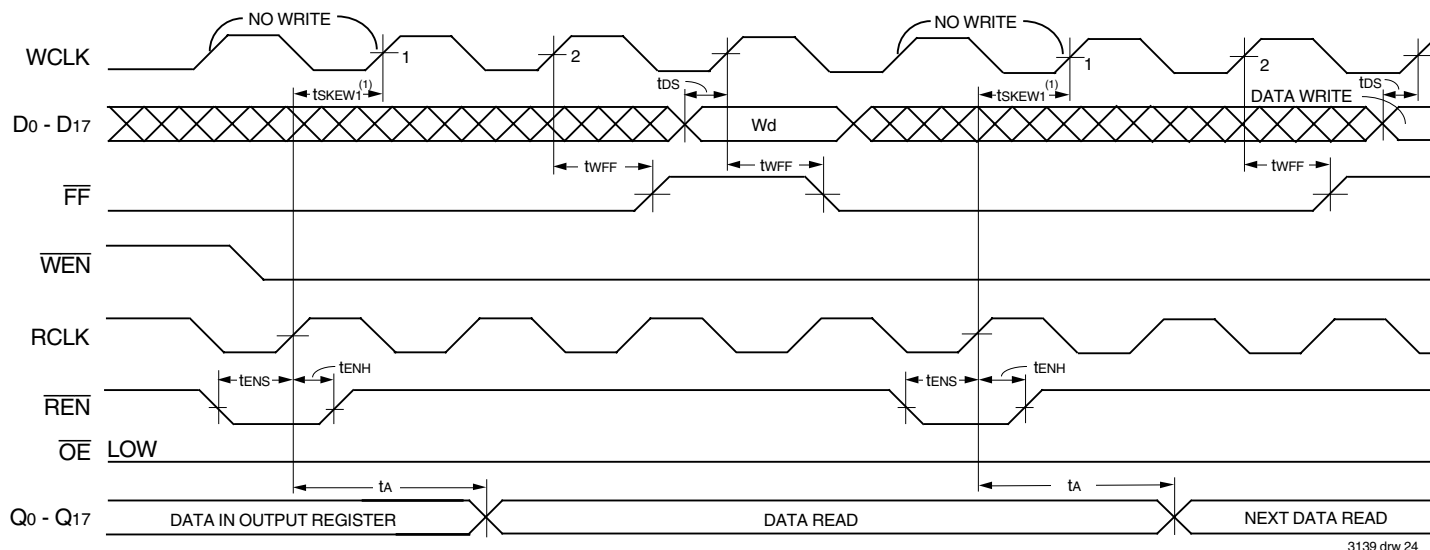 NO WRITE NO WRITE
WCLK 1 2 1 2
tDS tDS
tSKEW1(1) tSKEW1(1) DATA WRITE
D0 - D17 Wd
tWFF tWFF tWFF
FF
WEN
RCLK
tENS tENH tENS tENH
REN
OE LOW
tA tA
Q0 - Q17 DATA IN OUTPUT REGISTER DATA READ NEXT DATA READ
3139 drw 24